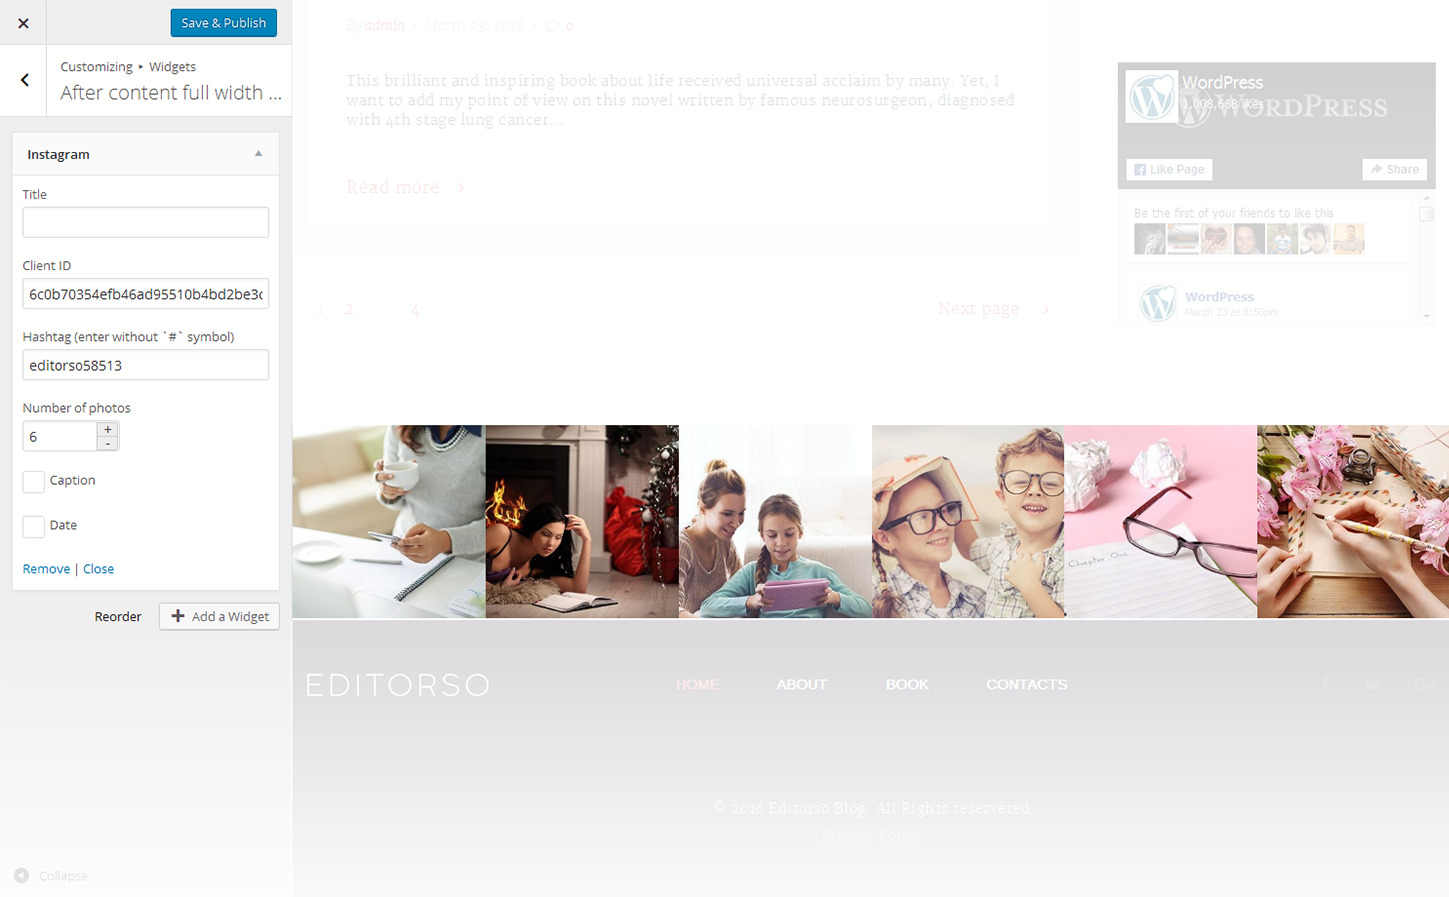 Save & Publish
Customizing ▸ Widgets
After content full width ...
Instagram
Title
Client ID
6c0b70354efb46ad95510b4bd2be3c
Hashtag (enter without `#` symbol)
editorso58513
Number of photos
6
+
-
Caption
Date
Remove | Close
Reorder
+ Add a Widget
Collapse
By admin · March 25, 2016 · 0
This brilliant and inspiring book about life received universal acclaim by many. Yet, I
want to add my point of view on this novel written by famous neurosurgeon, diagnosed
with 4th stage lung cancer...
Read more
1 2 ... 4
Next page
WordPress
1,008,668 likes
WORDPRESS
Like Page
Share
Be the first of your friends to like this
WordPress
March 23 at 8:50pm
Chapter One
EDITORSO
HOME
ABOUT
BOOK
CONTACTS
© 2016 Editorso Blog. All Rights reservered
Privacy Policy